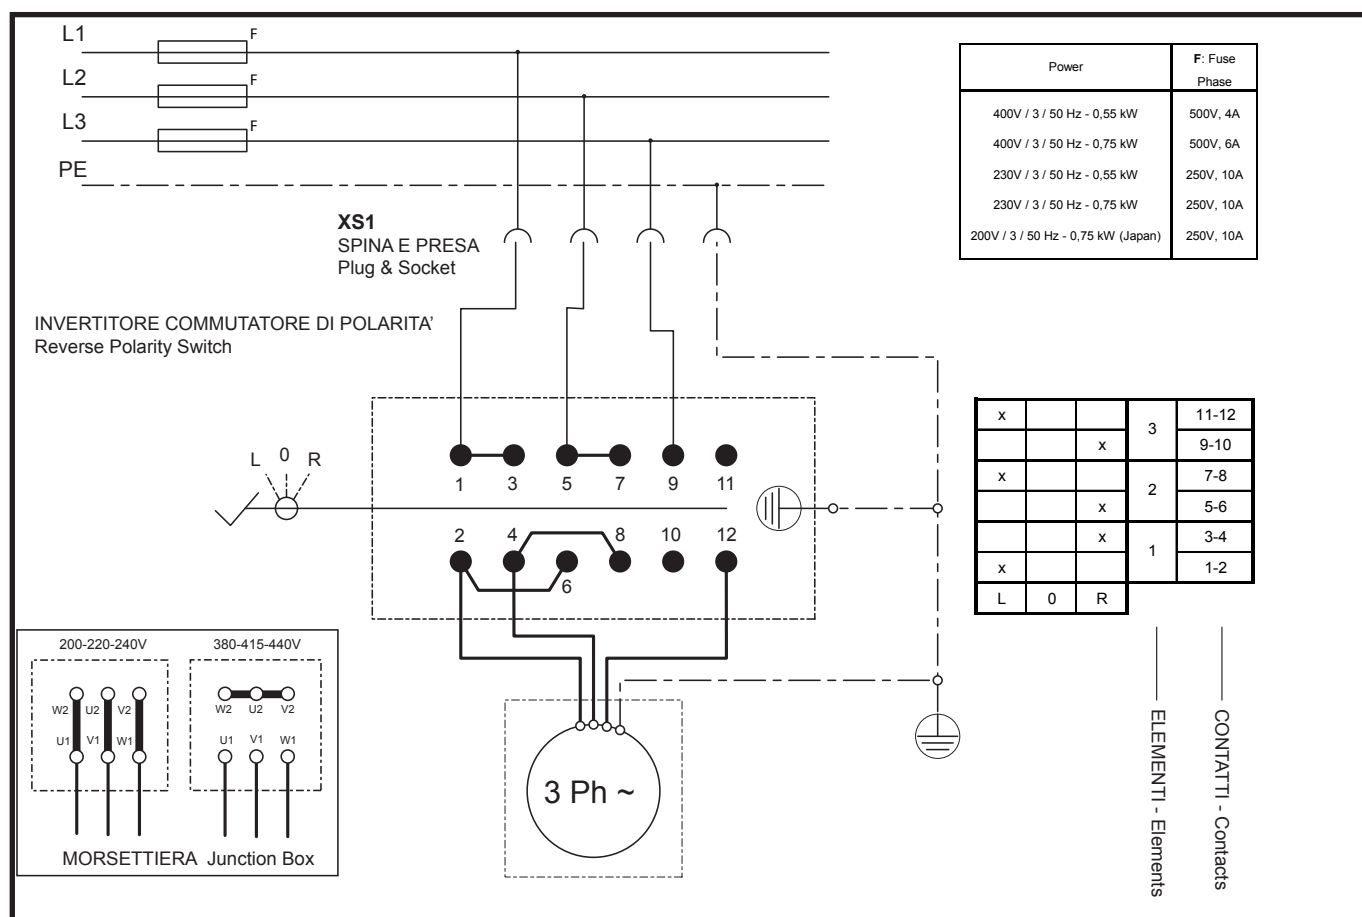 L1
F
L2
F
L3
F
PE
Power
F: Fuse
Phase
400V / 3 / 50 Hz - 0,55 kW
500V, 4A
400V / 3 / 50 Hz - 0,75 kW
500V, 6A
230V / 3 / 50 Hz - 0,55 kW
250V, 10A
230V / 3 / 50 Hz - 0,75 kW
250V, 10A
200V / 3 / 50 Hz - 0,75 kW (Japan)
250V, 10A
XS1
SPINA E PRESA
Plug & Socket
INVERTITORE COMMUTATORE DI POLARITA'
Reverse Polarity Switch
L 0 R
1 3 5 7 9 11
2 4 8 10 12
6
x 3 11-12
x 9-10
x 2 7-8
x 5-6
x 1 3-4
x 1-2
L 0 R
ELEMENTI - Elements
CONTATTI - Contacts
200-220-240V
W2 U2 V2
U1 V1 W1
380-415-440V
W2 U2 V2
U1 V1 W1
MORSETTIERA Junction Box
3 Ph ~